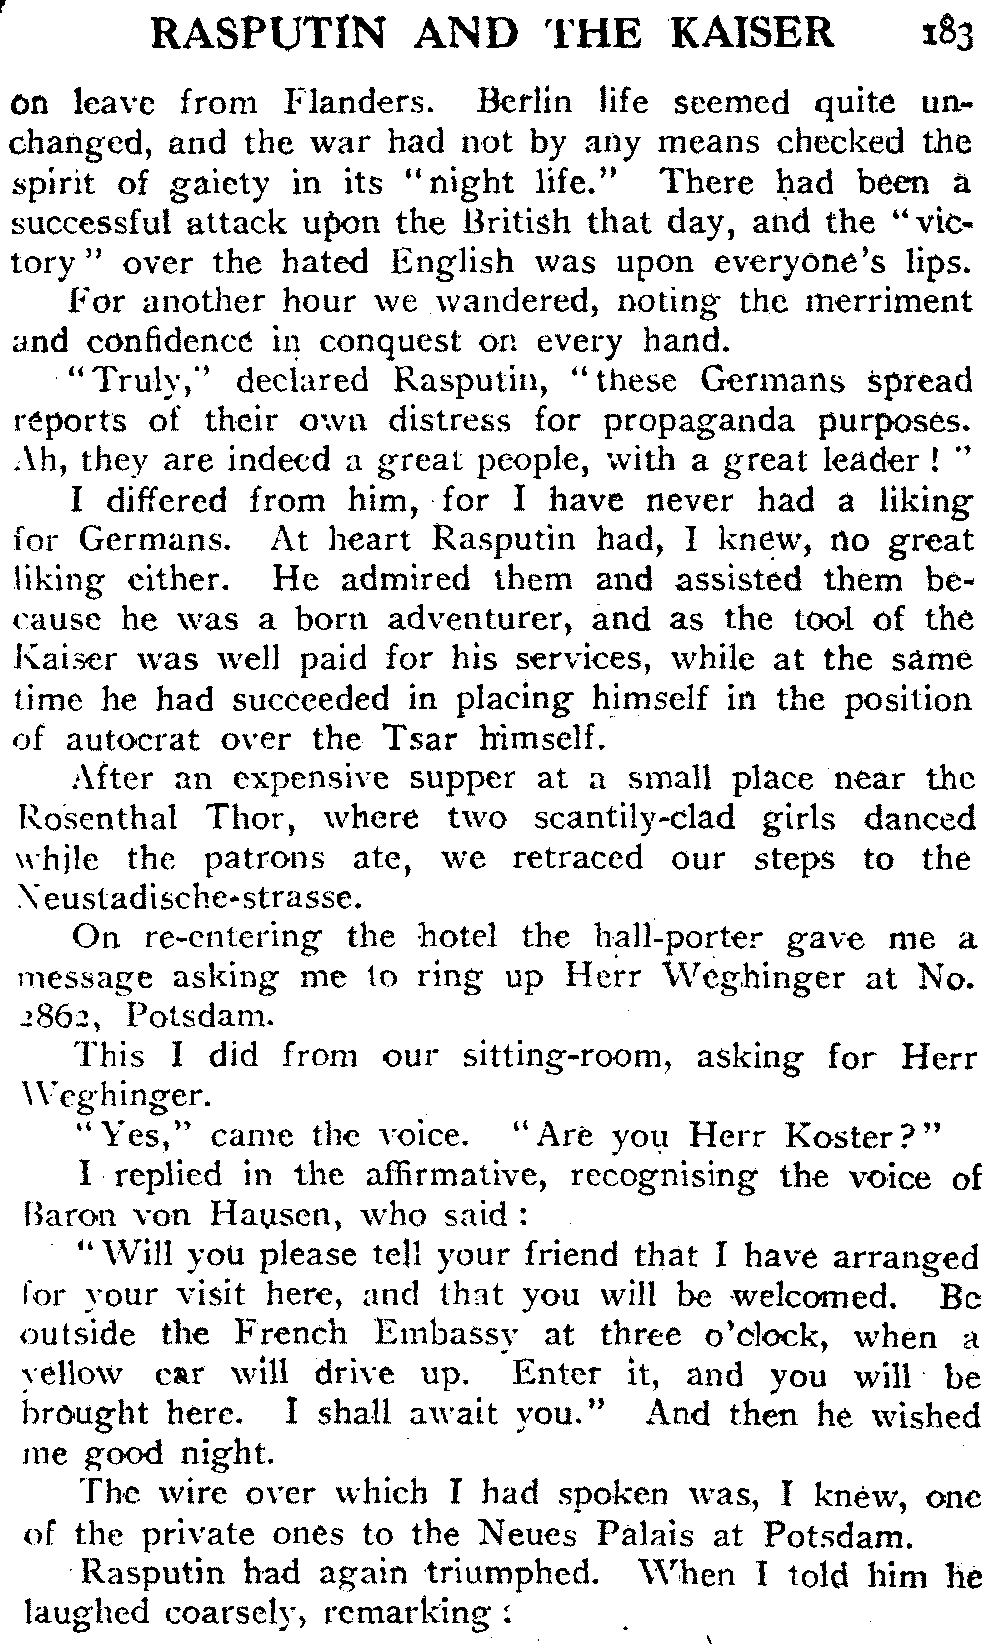 RASPUTIN AND THE KAISER 183
on leave from Flanders. Berlin life seemed quite un-
changed, and the war had not by any means checked the
spirit of gaiety in its "night life." There had been a
successful attack upon the British that day, and the "vic-
tory" over the hated English was upon everyone's lips.
For another hour we wandered, noting the merriment
and confidence in conquest on every hand.
"Truly," declared Rasputin, "these Germans spread
reports of their own distress for propaganda purposes.
Ah, they are indeed a great people, with a great leader!"
I differed from him, for I have never had a liking
for Germans. At heart Rasputin had, I knew, no great
liking either. He admired them and assisted them be-
cause he was a born adventurer, and as the tool of the
Kaiser was well paid for his services, while at the same
time he had succeeded in placing himself in the position
of autocrat over the Tsar himself.
After an expensive supper at a small place near the
Rosenthal Thor, where two scantily-clad girls danced
while the patrons ate, we retraced our steps to the
Neustadische-strasse.
On re-entering the hotel the hall-porter gave me a
message asking me to ring up Herr Weghinger at No.
2862, Potsdam.
This I did from our sitting-room, asking for Herr
Weghinger.
"Yes," came the voice. "Are you Herr Koster?"
I replied in the affirmative, recognising the voice of
Baron von Hausen, who said:
"Will you please tell your friend that I have arranged
for your visit here, and that you will be welcomed. Be
outside the French Embassy at three o'clock, when a
yellow car will drive up. Enter it, and you will be
brought here. I shall await you." And then he wished
me good night.
The wire over which I had spoken was, I knew, one
of the private ones to the Neues Palais at Potsdam.
Rasputin had again triumphed. When I told him he
laughed coarsely, remarking: